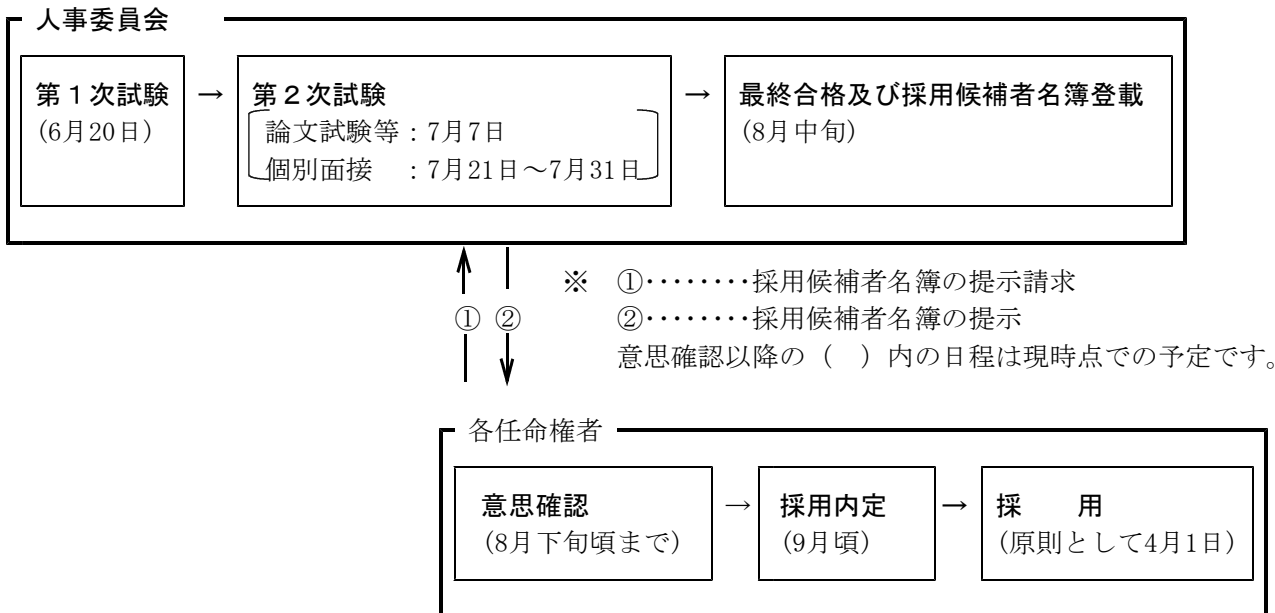 人事委員会
第1次試験 → 第2次試験 → 最終合格及び採用候補者名簿登載
(6月20日) 論文試験等:7月7日 (8月中旬)
個別面接 :7月21日～7月31日
※ ①・・・・・・・・採用候補者名簿の提示請求
① ② ②・・・・・・・・採用候補者名簿の提示
意思確認以降の( )内の日程は現時点での予定です。
各任命権者
意思確認 → 採用内定 → 採 用
(8月下旬頃まで) (9月頃) (原則として4月1日)